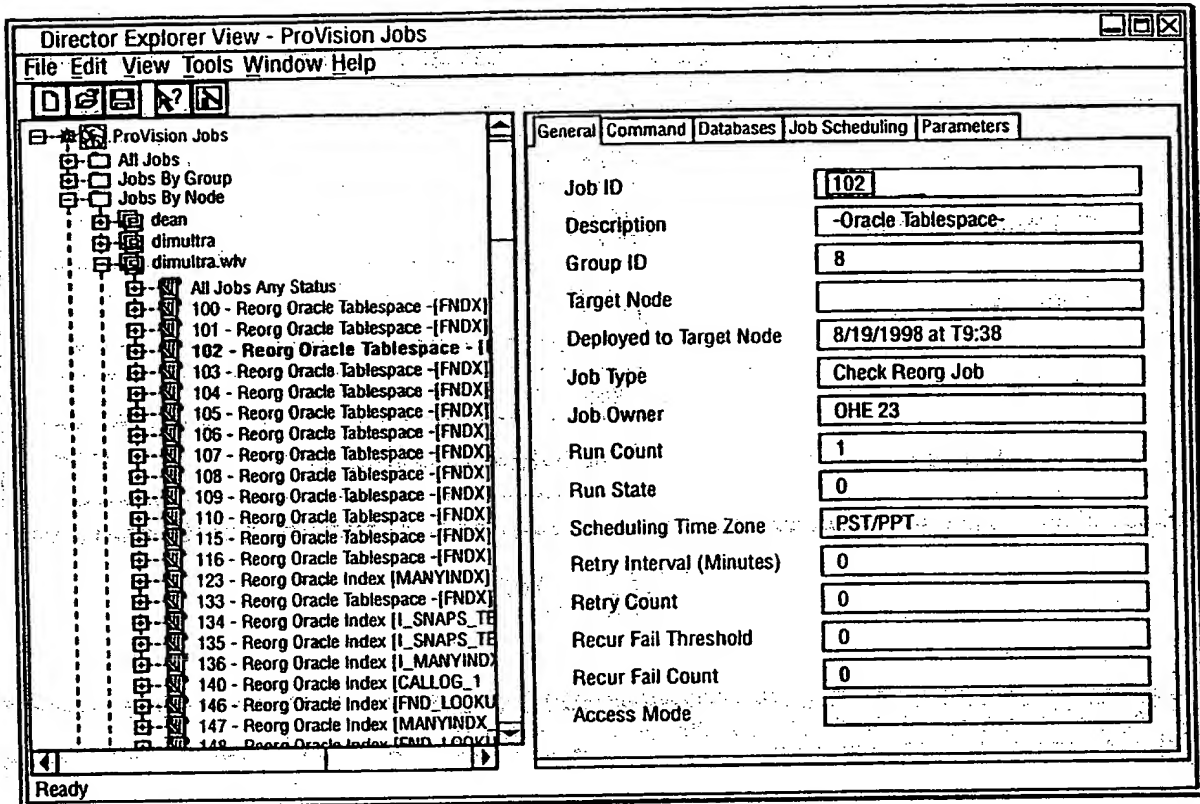 Director Explorer View - ProVision Jobs
File Edit View Tools Window Help
ProVision Jobs
All Jobs
Jobs By Group
Jobs By Node
dean
dimultra
dimultra.wlv
All Jobs Any Status
100 - Reorg Oracle Tablespace -[FNDX]
101 - Reorg Oracle Tablespace -[FNDX]
102 - Reorg Oracle Tablespace - [
103 - Reorg Oracle Tablespace -[FNDX]
104 - Reorg Oracle Tablespace -[FNDX]
105 - Reorg Oracle Tablespace -[FNDX]
106 - Reorg Oracle Tablespace -[FNDX]
107 - Reorg Oracle Tablespace -[FNDX]
108 - Reorg Oracle Tablespace -[FNDX]
109 - Reorg Oracle Tablespace -[FNDX]
110 - Reorg Oracle Tablespace -[FNDX]
115 - Reorg Oracle Tablespace -[FNDX]
116 - Reorg Oracle Tablespace -[FNDX]
123 - Reorg Oracle Index [MANYINDX]
133 - Reorg Oracle Tablespace -[FNDX]
134 - Reorg Oracle Index [I_SNAPS_TE
135 - Reorg Oracle Index [I_SNAPS_TE
136 - Reorg Oracle Index [I_MANYINDX
140 - Reorg Oracle Index [CALLOG_1
146 - Reorg Oracle Index [FND_LOOKU
147 - Reorg Oracle Index [MANYINDX_
148 - Reorg Oracle Index [FND_LOOKU
General Command Databases Job Scheduling Parameters
Job ID 102
Description -Oracle Tablespace-
Group ID 8
Target Node
Deployed to Target Node 8/19/1998 at T9:38
Job Type Check Reorg Job
Job Owner OHE 23
Run Count 1
Run State 0
Scheduling Time Zone PST/PPT
Retry Interval (Minutes) 0
Retry Count 0
Recur Fail Threshold 0
Recur Fail Count 0
Access Mode
Ready